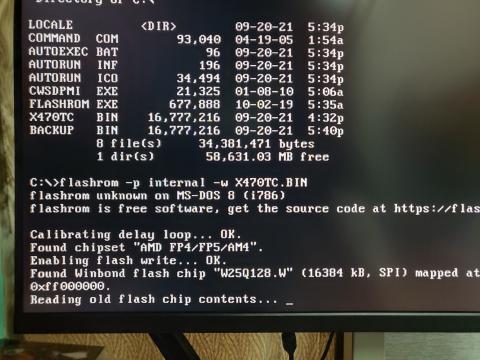 Directory of C:\
LOCALE <DIR> 09-20-21 5:34p
COMMAND COM 93,040 04-19-05 1:54a
AUTOEXEC BAT 96 09-20-21 5:34p
AUTORUN INF 196 09-20-21 5:34p
AUTORUN ICO 34,494 09-20-21 5:34p
CWSDPMI EXE 21,325 01-08-10 5:06a
FLASHROM EXE 677,888 10-02-19 5:35a
X470TC BIN 16,777,216 09-20-21 4:32p
BACKUP BIN 16,777,216 09-20-21 5:40p
8 file(s) 34,381,471 bytes
1 dir(s) 58,631.03 MB free
C:\>flashrom -p internal -w X470TC.BIN
flashrom unknown on MS-DOS 8 (i786)
flashrom is free software, get the source code at https://flas
Calibrating delay loop... OK.
Found chipset "AMD FP4/FP5/AM4".
Enabling flash write... OK.
Found Winbond flash chip "W25Q128.W" (16384 kB, SPI) mapped at
0xff000000.
Reading old flash chip contents... _